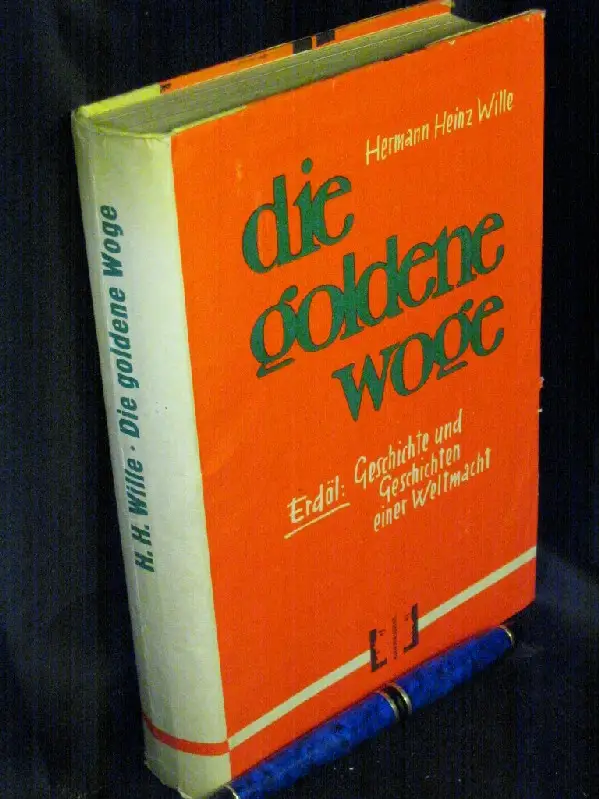 Hermann Heinz Wille
die
goldene
woge
Erdöl: Geschichte und
Geschichten
einer Weltmacht
H. H. Wille · Die goldene Woge